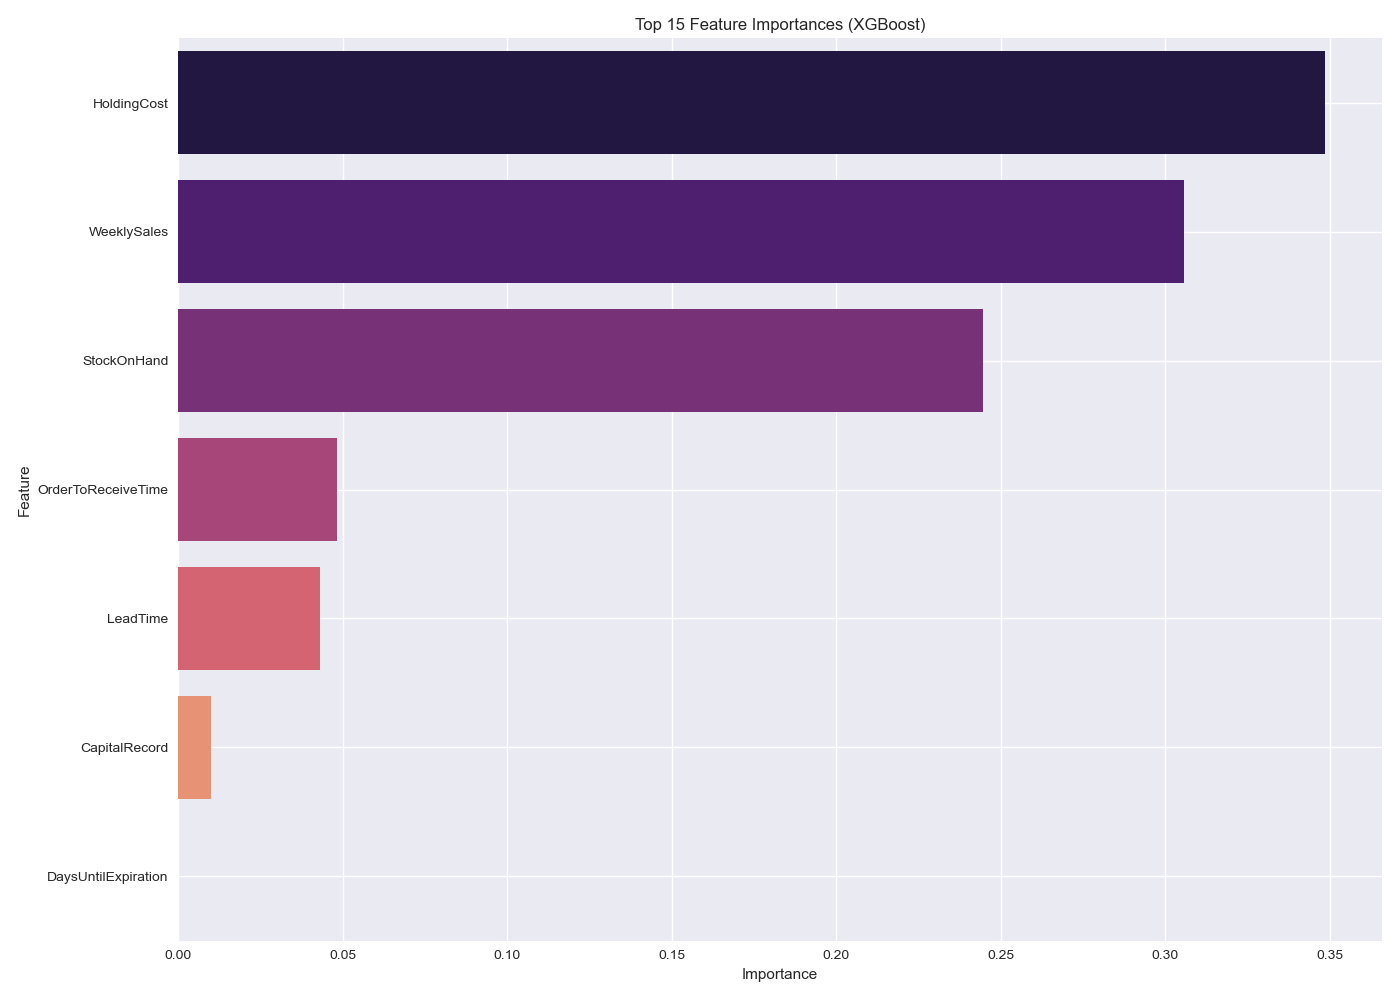 Top 15 Feature Importances (XGBoost)
Feature
HoldingCost
WeeklySales
StockOnHand
OrderToReceiveTime
LeadTime
CapitalRecord
DaysUntilExpiration
0.00 0.05 0.10 0.15 0.20 0.25 0.30 0.35
Importance